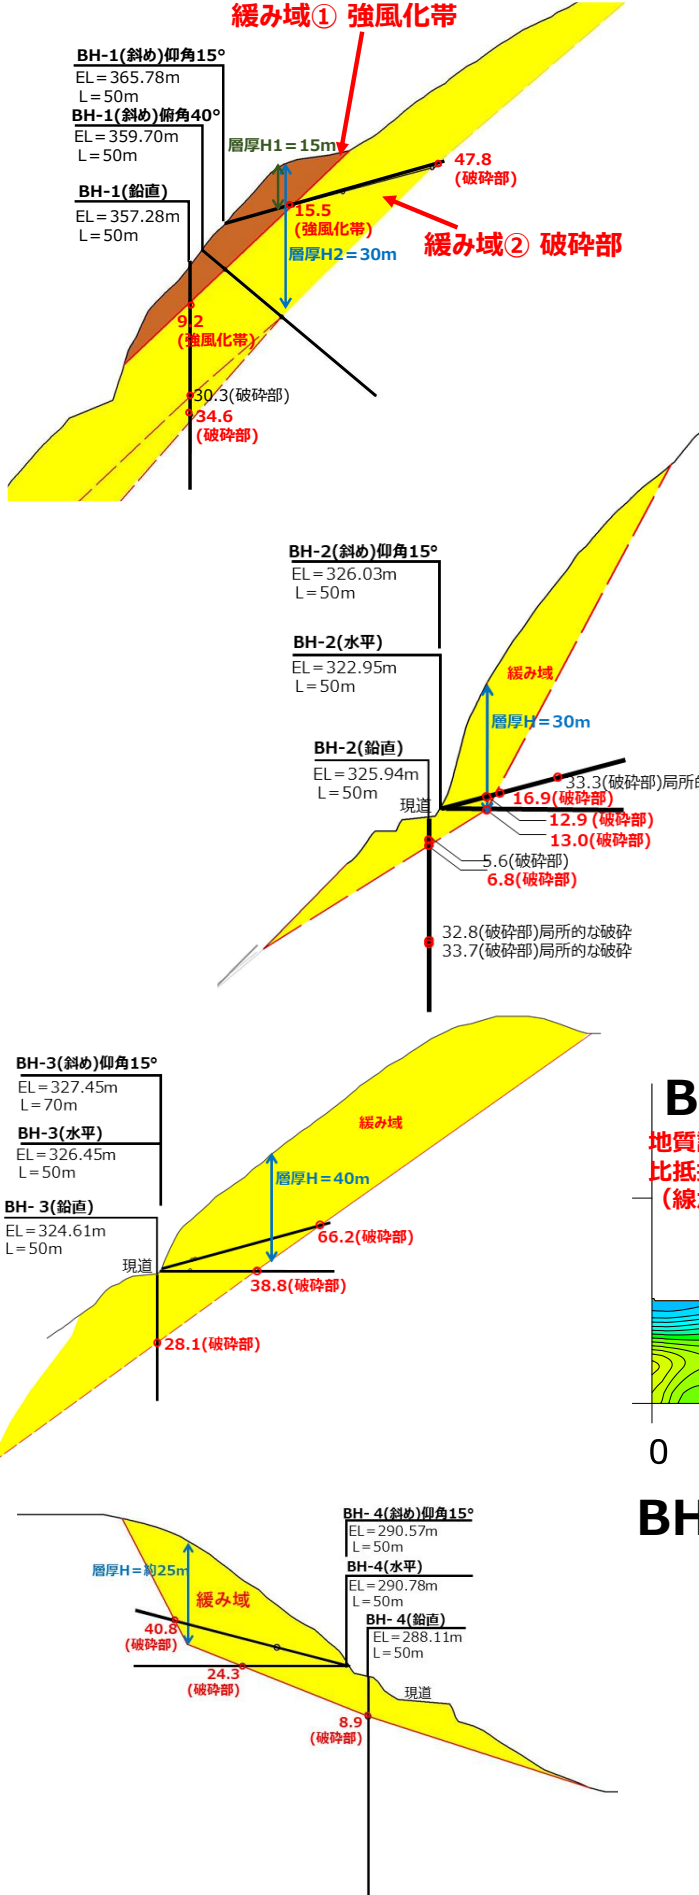 緩み域① 強風化帯
BH-1(斜め)仰角15°
EL=365.78m
L=50m
BH-1(斜め)俯角40°
EL=359.70m
L=50m
層厚H1=15m
BH-1(鉛直)
EL=357.28m
L=50m
47.8
(破砕部)
15.5
(強風化帯)
緩み域② 破砕部
層厚H2=30m
9.2
(強風化帯)
30.3(破砕部)
34.6
(破砕部)
BH-2(斜め)仰角15°
EL=326.03m
L=50m
BH-2(水平)
EL=322.95m
L=50m
緩み域
層厚H=30m
BH-2(鉛直)
EL=325.94m
L=50m
現道
33.3(破砕部)局所的
16.9(破砕部)
12.9 (破砕部)
13.0(破砕部)
5.6(破砕部)
6.8(破砕部)
32.8(破砕部)局所的な破砕
33.7(破砕部)局所的な破砕
BH-3(斜め)仰角15°
EL=327.45m
L=70m
BH-3(水平)
EL=326.45m
L=50m
緩み域
層厚H=40m
BH- 3(鉛直)
EL=324.61m
L=50m
現道
66.2(破砕部)
38.8(破砕部)
28.1(破砕部)
B
地質
比抵
(線
0
BH
BH- 4(斜め)仰角15°
EL=290.57m
L=50m
BH-4(水平)
EL=290.78m
L=50m
BH- 4(鉛直)
EL=288.11m
L=50m
層厚H=約25m
緩み域
40.8
(破砕部)
24.3
(破砕部)
現道
8.9
(破砕部)